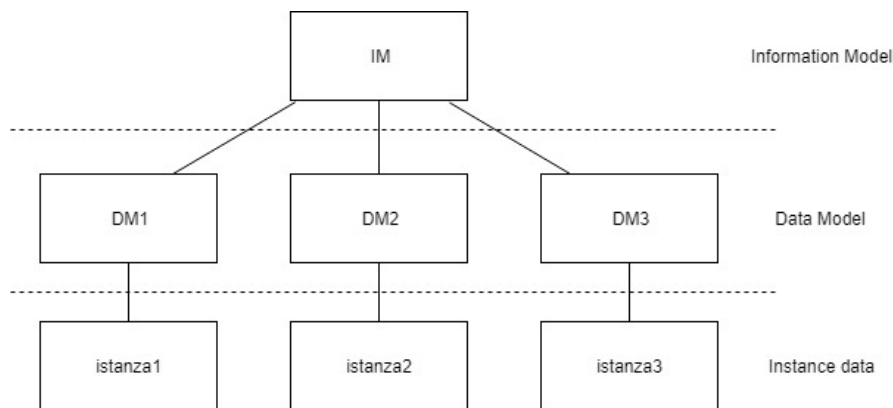 IM
Information Model
DM1
DM2
DM3
Data Model
istanza1
istanza2
istanza3
Instance data